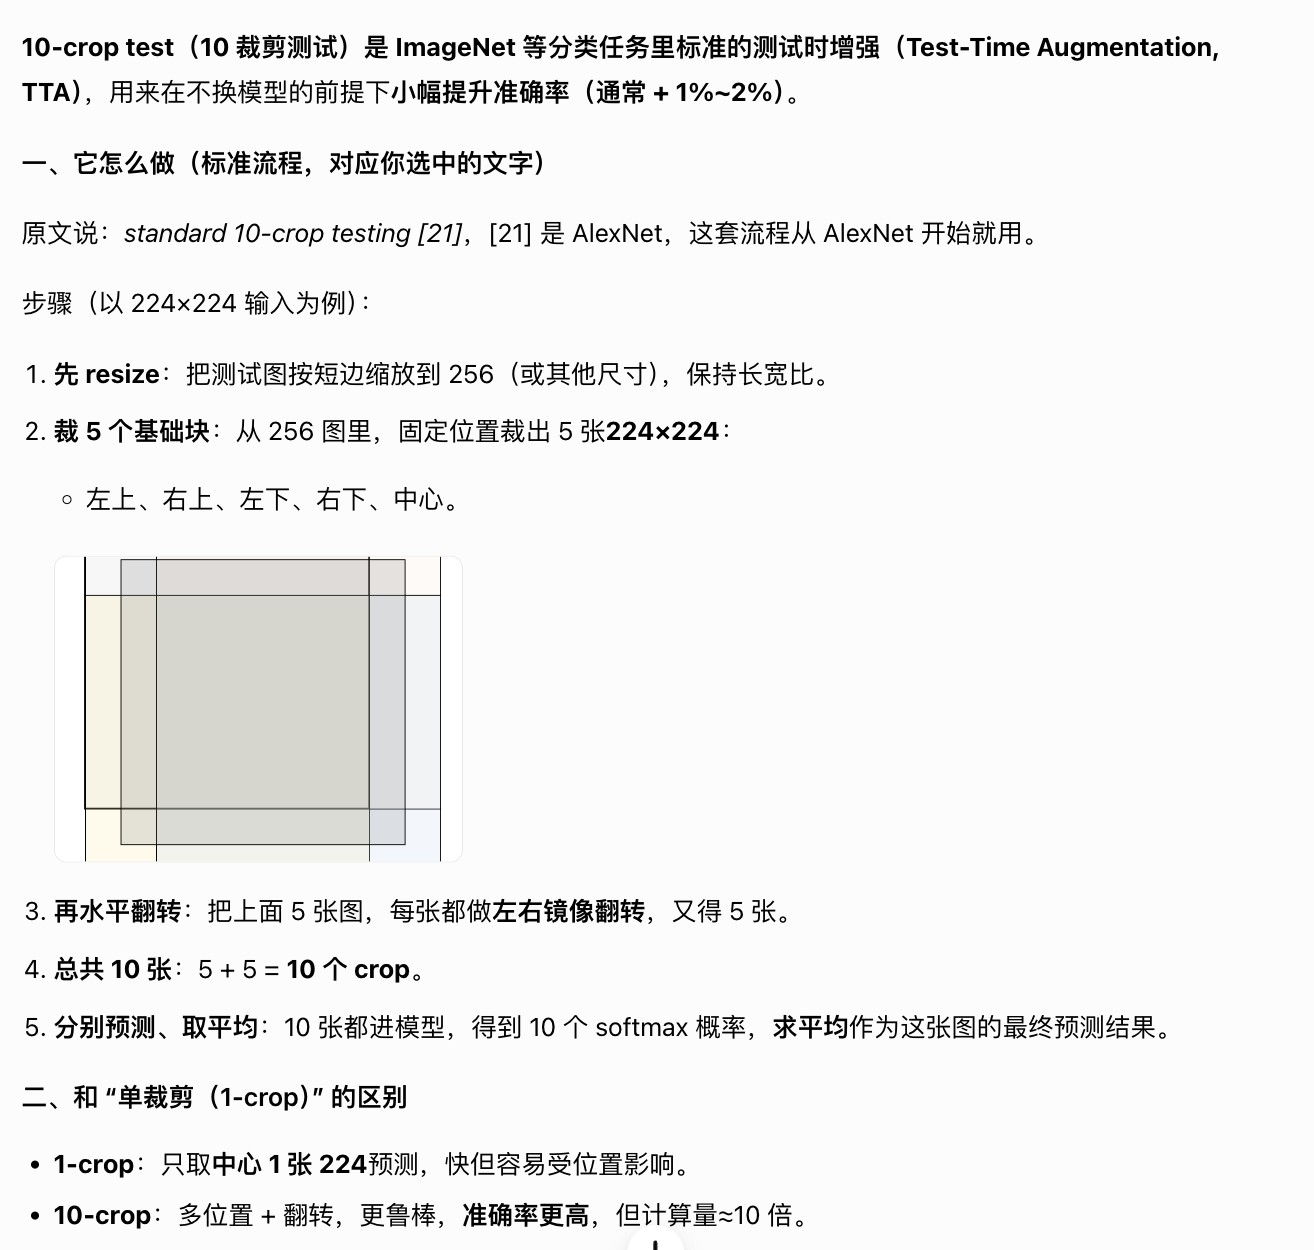 10-crop test（10 裁剪测试）是 ImageNet 等分类任务里标准的测试时增强（Test-Time Augmentation,
TTA），用来在不换模型的前提下小幅提升准确率（通常 + 1%~2%）。
一、它怎么做（标准流程，对应你选中的文字）
原文说：standard 10-crop testing [21]，[21] 是 AlexNet，这套流程从 AlexNet 开始就用。
步骤（以 224×224 输入为例）：
1. 先 resize：把测试图按短边缩放到 256（或其他尺寸），保持长宽比。
2. 裁 5 个基础块：从 256 图里，固定位置裁出 5 张224×224：
○ 左上、右上、左下、右下、中心。
3. 再水平翻转：把上面 5 张图，每张都做左右镜像翻转，又得 5 张。
4. 总共 10 张：5 + 5 = 10 个 crop。
5. 分别预测、取平均：10 张都进模型，得到 10 个 softmax 概率，求平均作为这张图的最终预测结果。
二、和 “单裁剪（1-crop）” 的区别
• 1-crop：只取中心 1 张 224预测，快但容易受位置影响。
• 10-crop：多位置 + 翻转，更鲁棒，准确率更高，但计算量≈10 倍。